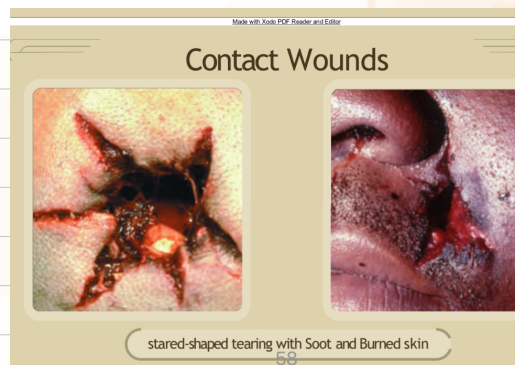 Made with Xodo PDF Reader and Editor
Contact Wounds
stared-shaped tearing with Soot and Burned skin
58